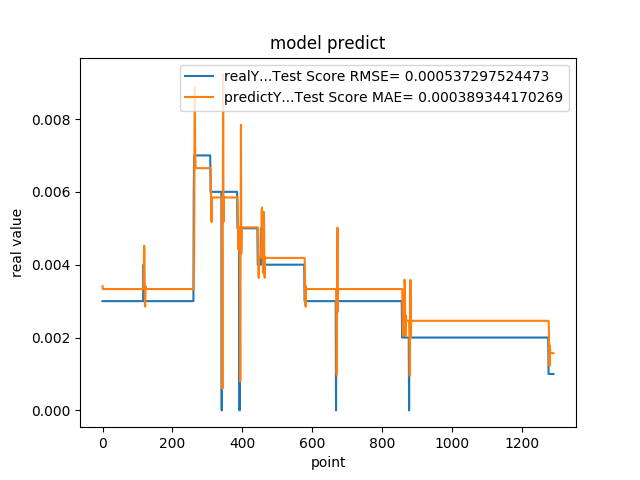 model predict
realY...Test Score RMSE= 0.000537297524473
predictY...Test Score MAE= 0.000389344170269
0.008
0.006
0.004
0.002
0.000
real value
0 200 400 600 800 1000 1200
point